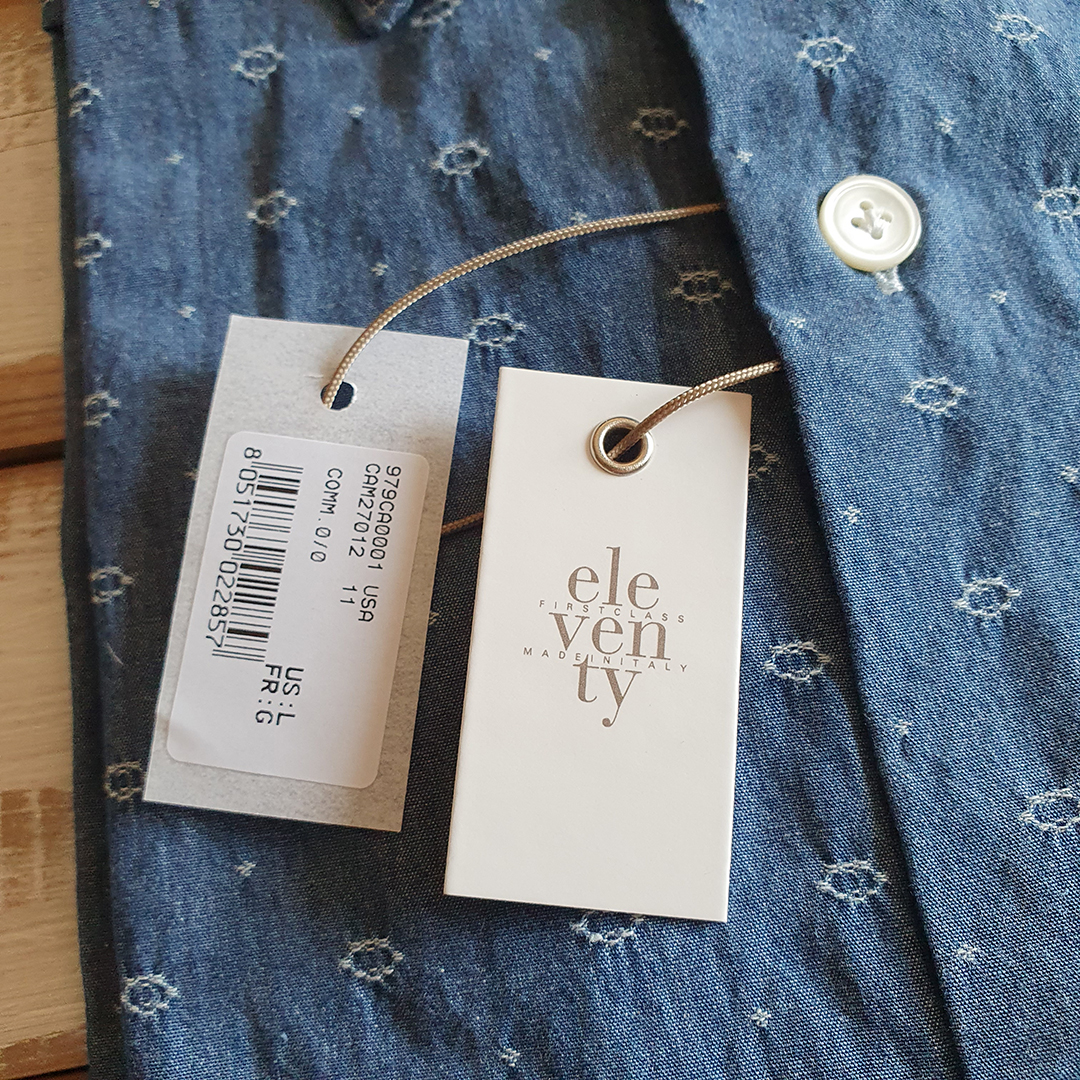 979CA0001 USA
CAM27012 11
COMM.0/0
8 051730 022857
US:L
FR:G
ele
FIRSTCLASS
ven
MADEINITALY
ty